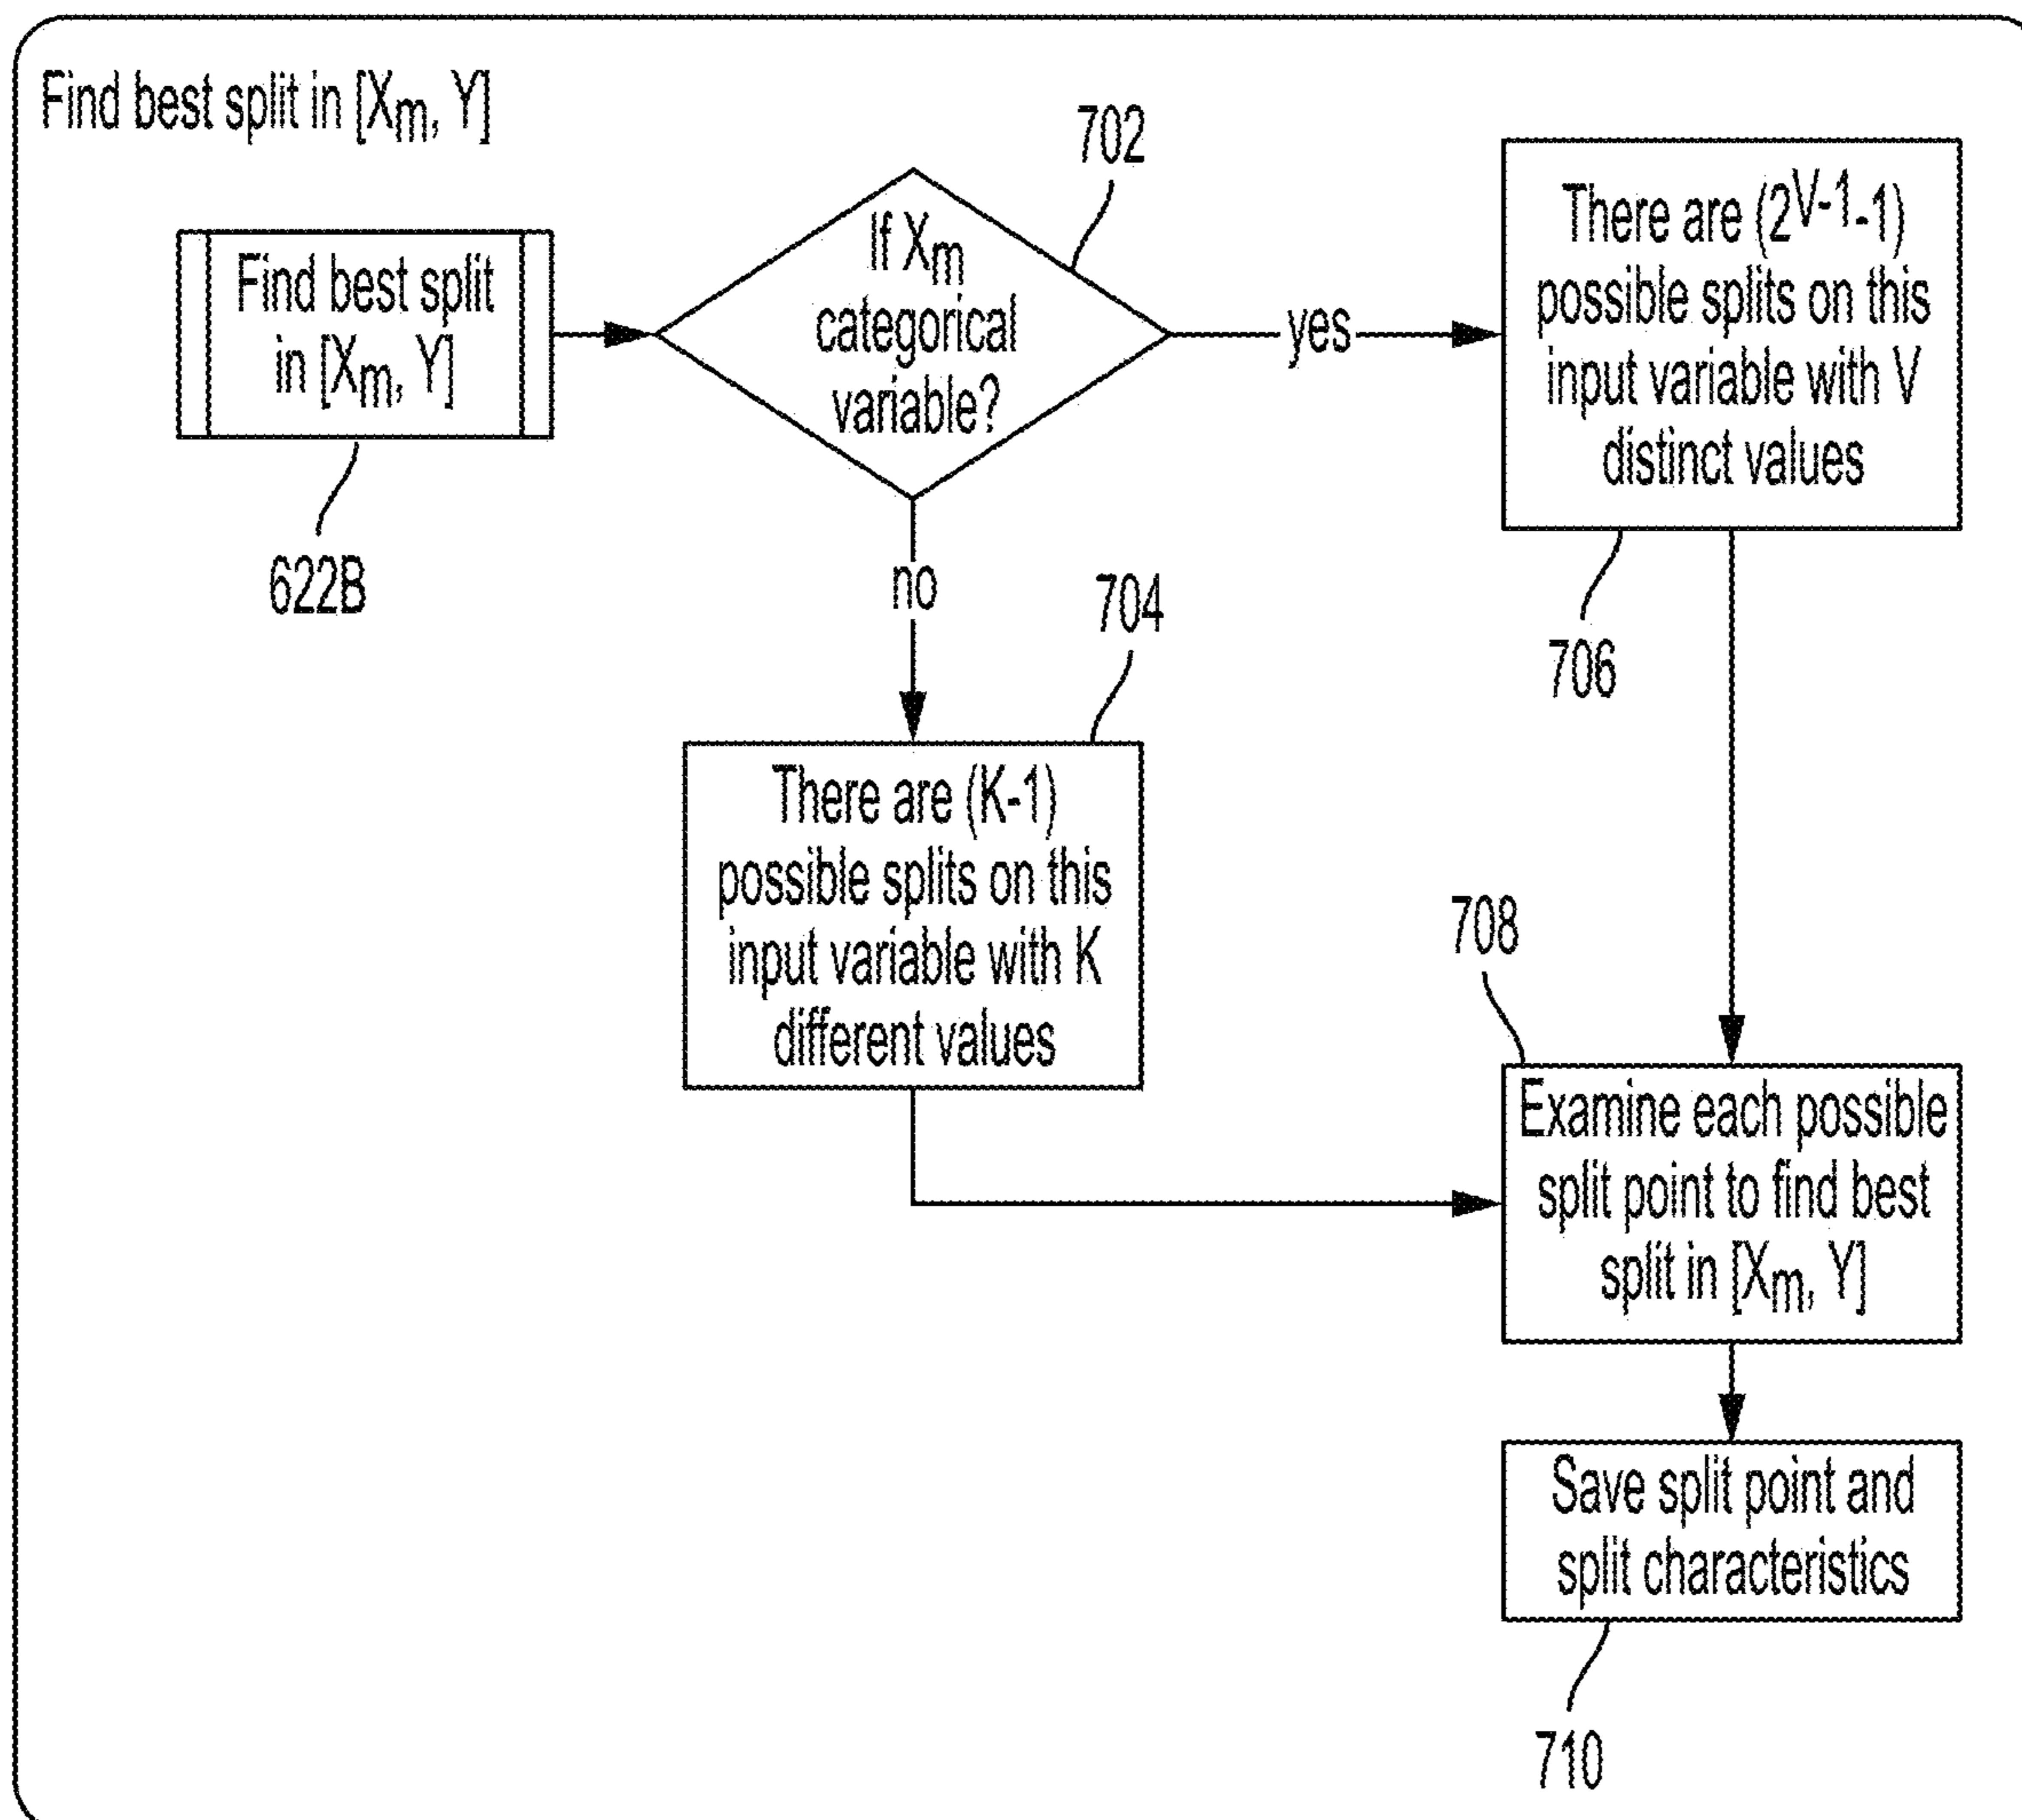 Find best split in [Xm, Y]
Find best split
in [Xm, Y]
622B
702
If Xm
categorical
variable?
yes
no
There are (2^V-1-1)
possible splits on this
input variable with V
distinct values
706
704
There are (K-1)
possible splits on this
input variable with K
different values
708
Examine each possible
split point to find best
split in [Xm, Y]
Save split point and
split characteristics
710